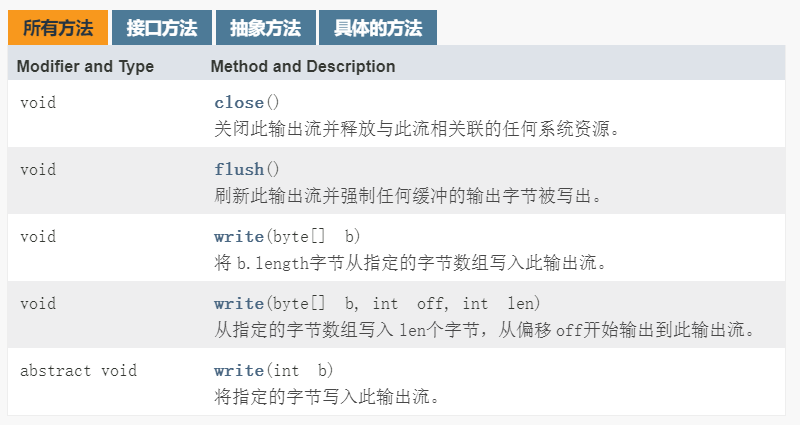 所有方法 接口方法 抽象方法 具体的方法
Modifier and Type Method and Description
void close()
关闭此输出流并释放与此流相关联的任何系统资源。
void flush()
刷新此输出流并强制任何缓冲的输出字节被写出。
void write(byte[] b)
将 b.length字节从指定的字节数组写入此输出流。
void write(byte[] b, int off, int len)
从指定的字节数组写入 len个字节，从偏移 off开始输出到此输出流。
abstract void write(int b)
将指定的字节写入此输出流。